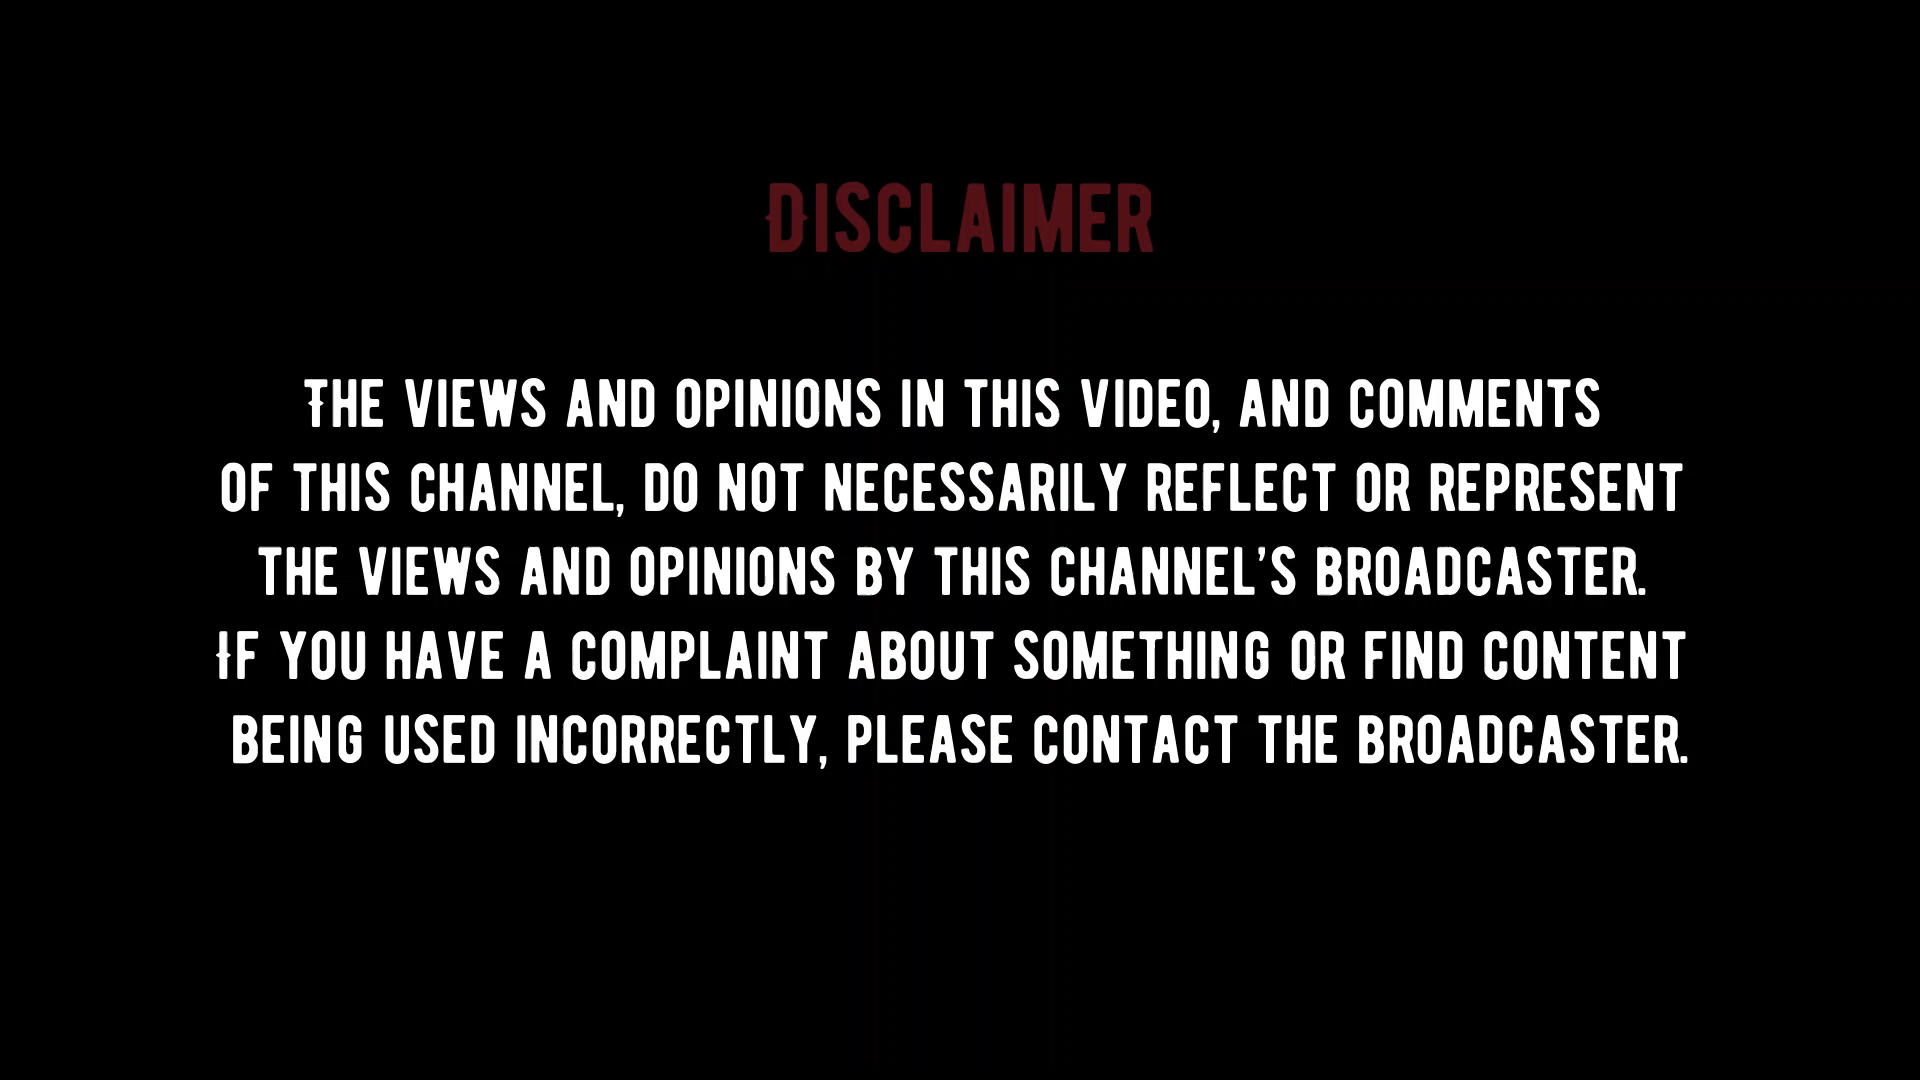 DISCLAIMER
THE VIEWS AND OPINIONS IN THIS VIDEO, AND COMMENTS
OF THIS CHANNEL, DO NOT NECESSARILY REFLECT OR REPRESENT
THE VIEWS AND OPINIONS BY THIS CHANNEL'S BROADCASTER.
IF YOU HAVE A COMPLAINT ABOUT SOMETHING OR FIND CONTENT
BEING USED INCORRECTLY, PLEASE CONTACT THE BROADCASTER.